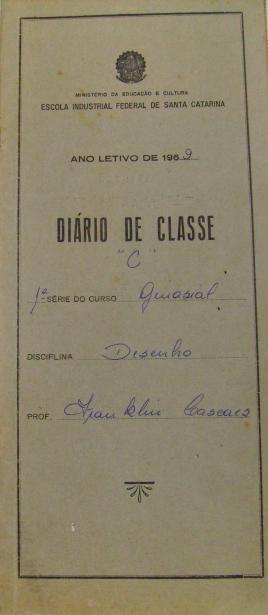 MINISTÉRIO DA EDUCAÇÃO E CULTURA
ESCOLA INDUSTRIAL FEDERAL DE SANTA CATARINA
ANO LETIVO DE 1969
DIÁRIO DE CLASSE
"C"
1ª SÉRIE DO CURSO Ginasial
DISCIPLINA Desenho
PROF. Franklin Cascaes